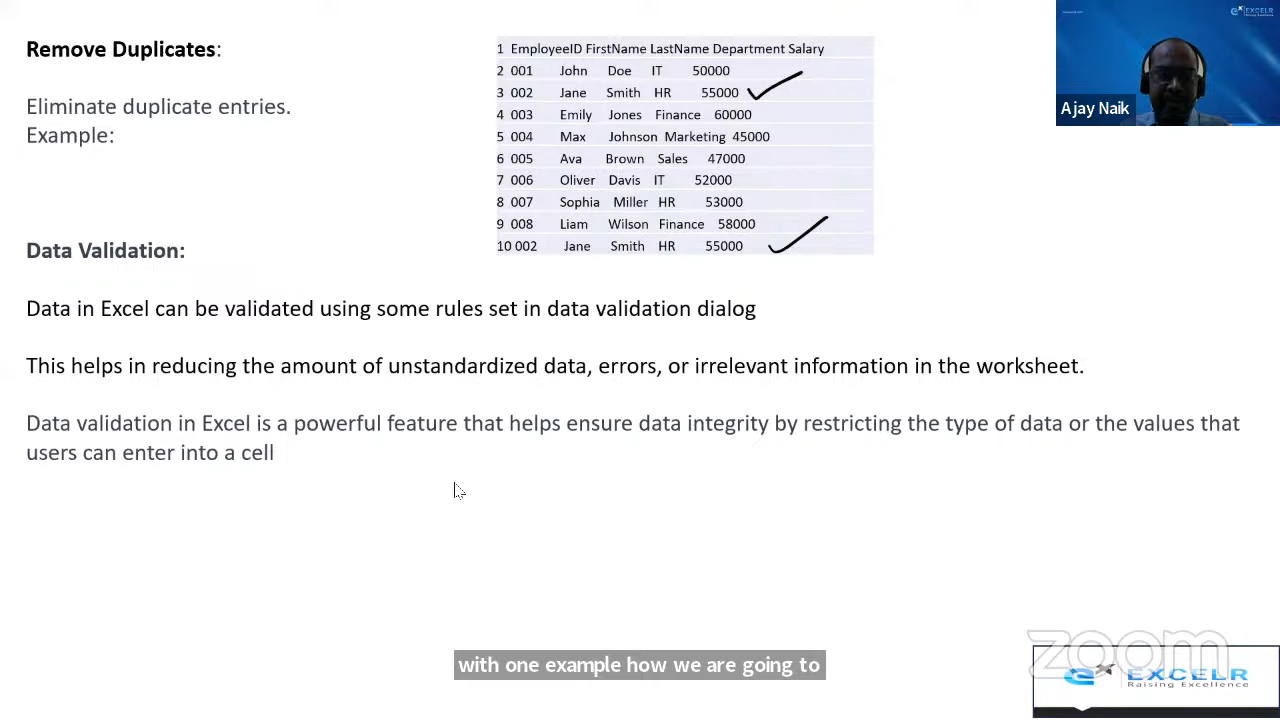 Remove Duplicates:
Eliminate duplicate entries.
Example:
1 EmployeeID FirstName LastName Department Salary
2 001 John Doe IT 50000
3 002 Jane Smith HR 55000
4 003 Emily Jones Finance 60000
5 004 Max Johnson Marketing 45000
6 005 Ava Brown Sales 47000
7 006 Oliver Davis IT 52000
8 007 Sophia Miller HR 53000
9 008 Liam Wilson Finance 58000
10 002 Jane Smith HR 55000
EXCELR
Raising Excellence
Ajay Naik
Data Validation:
Data in Excel can be validated using some rules set in data validation dialog
This helps in reducing the amount of unstandardized data, errors, or irrelevant information in the worksheet.
Data validation in Excel is a powerful feature that helps ensure data integrity by restricting the type of data or the values that
users can enter into a cell
with one example how we are going to
zoom
EXCELR
Raising Excellence